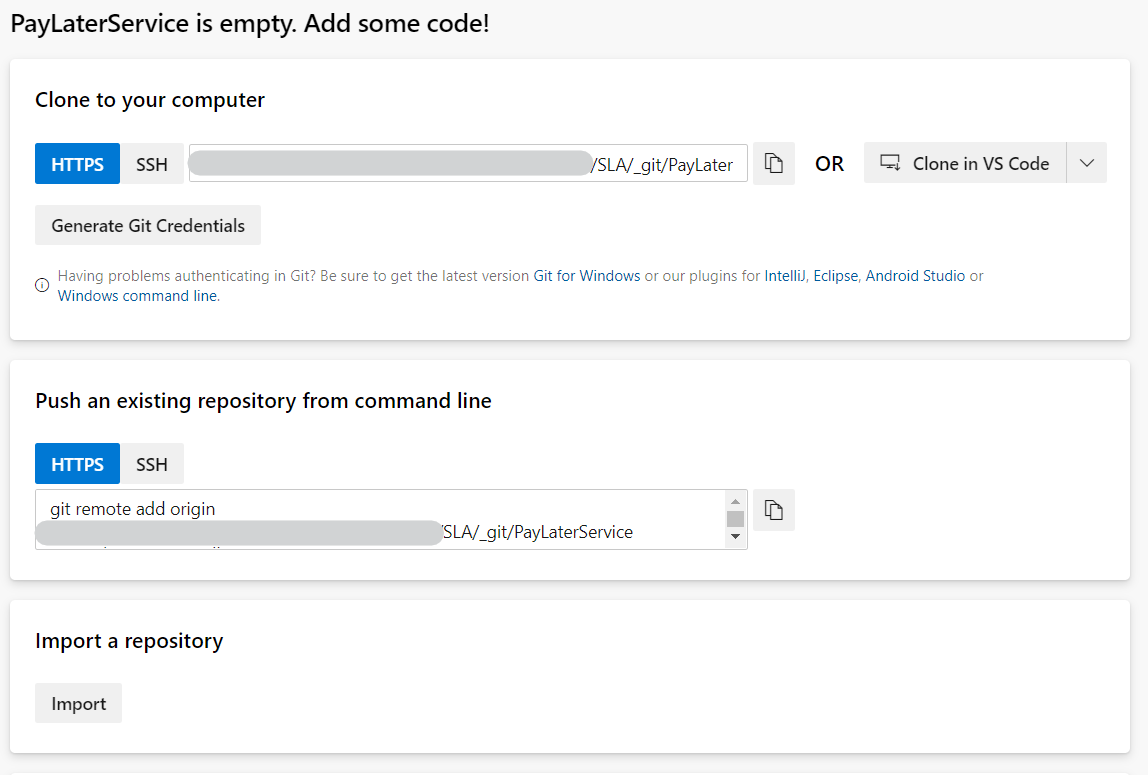 PayLaterService is empty. Add some code!
Clone to your computer
HTTPS SSH /SLA/_git/PayLater OR Clone in VS Code
Generate Git Credentials
Having problems authenticating in Git? Be sure to get the latest version Git for Windows or our plugins for IntelliJ, Eclipse, Android Studio or
Windows command line.
Push an existing repository from command line
HTTPS SSH
git remote add origin
/SLA/_git/PayLaterService
Import a repository
Import